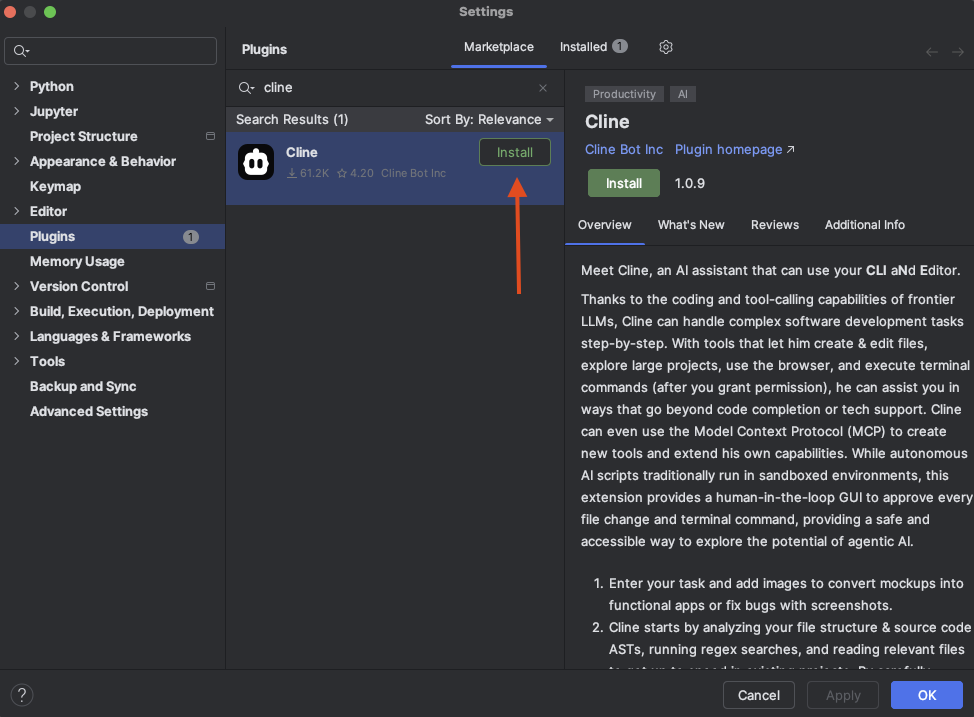 Settings
Plugins
Marketplace
Installed 1
Python
Jupyter
Project Structure
Appearance & Behavior
Keymap
Editor
Plugins 1
Memory Usage
Version Control
Build, Execution, Deployment
Languages & Frameworks
Tools
Backup and Sync
Advanced Settings
cline
Search Results (1)
Sort By: Relevance
Cline
Install
61.2K 4.20 Cline Bot Inc
Productivity
AI
Cline
Cline Bot Inc Plugin homepage ↗
Install 1.0.9
Overview
What's New
Reviews
Additional Info
Meet Cline, an AI assistant that can use your CLI aNd Editor.
Thanks to the coding and tool-calling capabilities of frontier
LLMs, Cline can handle complex software development tasks
step-by-step. With tools that let him create & edit files,
explore large projects, use the browser, and execute terminal
commands (after you grant permission), he can assist you in
ways that go beyond code completion or tech support. Cline
can even use the Model Context Protocol (MCP) to create
new tools and extend his own capabilities. While autonomous
AI scripts traditionally run in sandboxed environments, this
extension provides a human-in-the-loop GUI to approve every
file change and terminal command, providing a safe and
accessible way to explore the potential of agentic AI.
1. Enter your task and add images to convert mockups into
functional apps or fix bugs with screenshots.
2. Cline starts by analyzing your file structure & source code
ASTs, running regex searches, and reading relevant files
to get up to speed in existing projects. By carefully
?
Cancel
Apply
OK